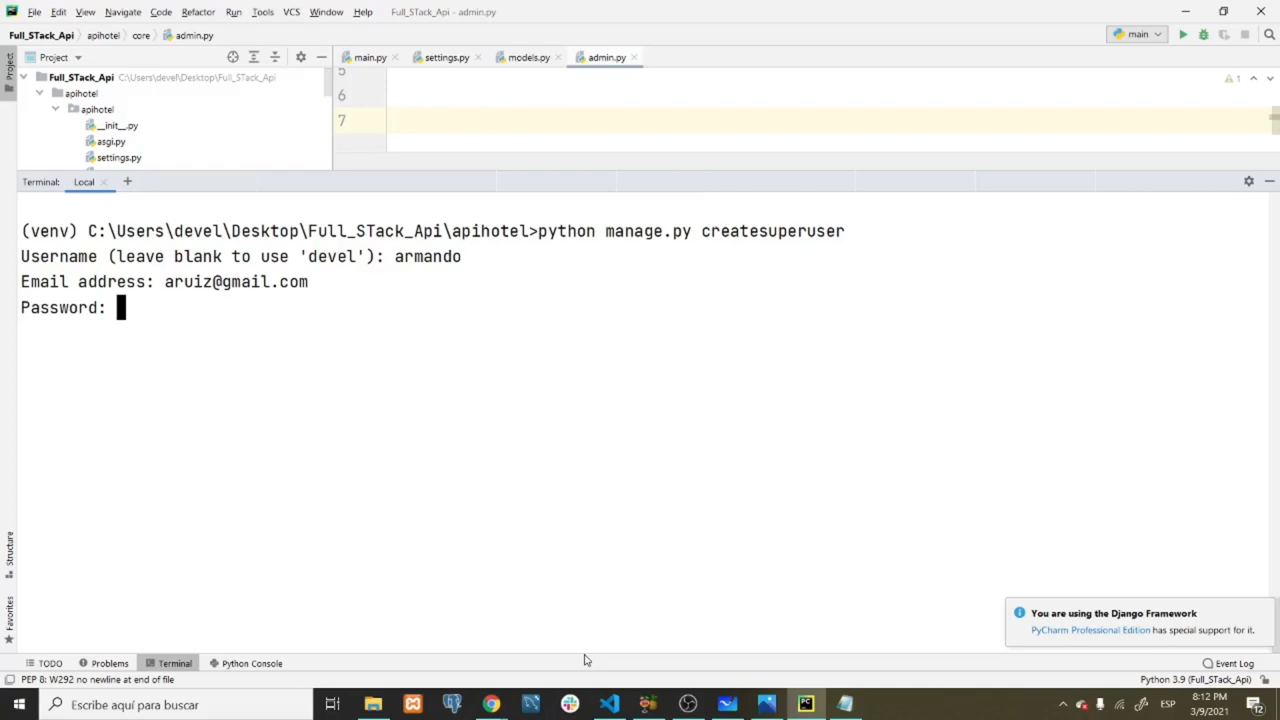 File Edit View Navigate Code Refactor Run Tools VCS Window Help Full_STack_Api - admin.py
Full_STack_Api apihotel core admin.py main
Project main.py settings.py models.py admin.py
Project
Full_STack_Api C:\Users\devel\Desktop\Full_STack_Api
apihotel
apihotel
__init__.py
asgi.py
settings.py
5
6
7
1
Terminal: Local +
(venv) C:\Users\devel\Desktop\Full_STack_Api\apihotel>python manage.py createsuperuser
Username (leave blank to use 'devel'): armando
Email address: aruiz@gmail.com
Password:
Structure
Favorites
You are using the Django Framework
PyCharm Professional Edition has special support for it.
TODO Problems Terminal Python Console Event Log
PEP 8: W292 no newline at end of file Python 3.9 (Full_STack_Api)
Escribe aquí para buscar ESP 8:12 PM
3/9/2021
2